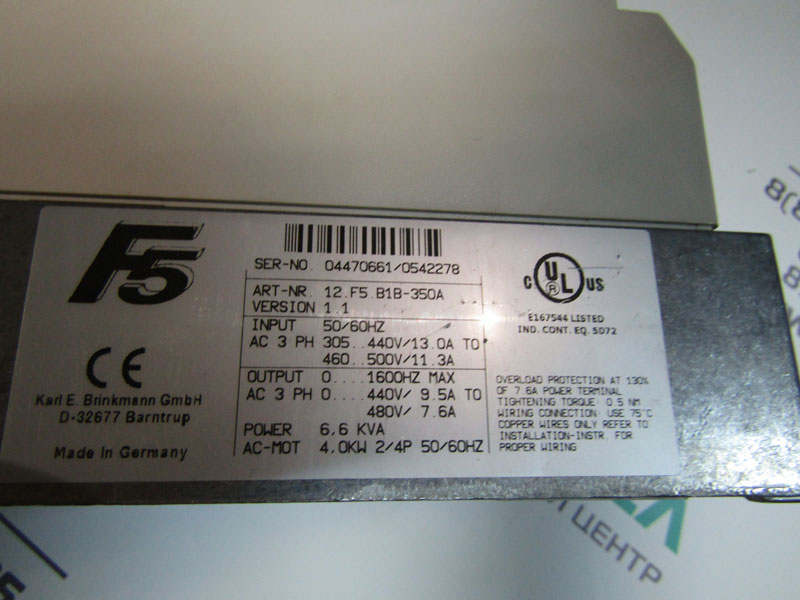 F5
SER-NO. 04470661/0542278
ART-NR. 12.F5.B1B-350A
VERSION 1.1
INPUT 50/60HZ
AC 3 PH 305..440V/13.0A TO
460..500V/11.3A
OUTPUT 0....1600HZ MAX
AC 3 PH 0....440V/ 9.5A TO
480V/ 7.6A
POWER 6.6 KVA
AC-MOT 4.0KW 2/4P 50/60HZ
CE
Karl E. Brinkmann GmbH
D-32677 Barntrup
Made In Germany
C UL US
E167544 LISTED
IND. CONT. EQ. 5D72
OVERLOAD PROTECTION AT 130%
OF 7.6A POWER TERMINAL
TIGHTENING TORQUE: 0.5 NM
WIRING CONNECTION: USE 75°C
COPPER WIRES ONLY REFER TO
INSTALLATION-INSTR. FOR
PROPER WIRING
ЦЕНТР